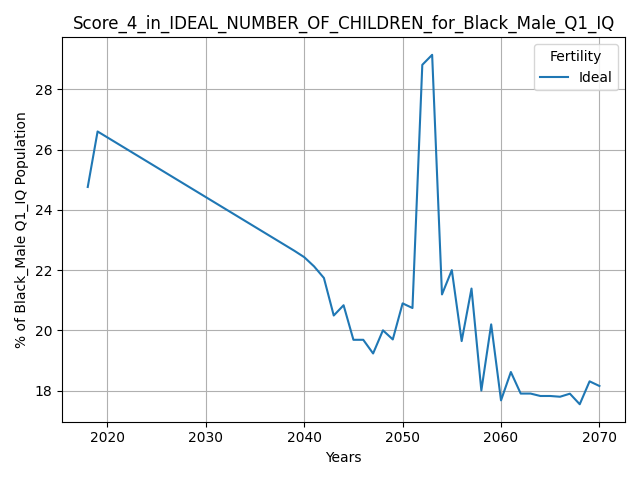 Score_4_in_IDEAL_NUMBER_OF_CHILDREN_for_Black_Male_Q1_IQ
Fertility
Ideal
% of Black_Male Q1_IQ Population
28
26
24
22
20
18
2020
2030
2040
2050
2060
2070
Years